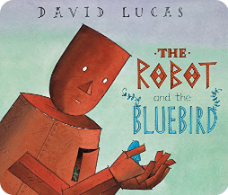 DAVID LUCAS
·THE·
ROBOT
and the
BLUEBIRD